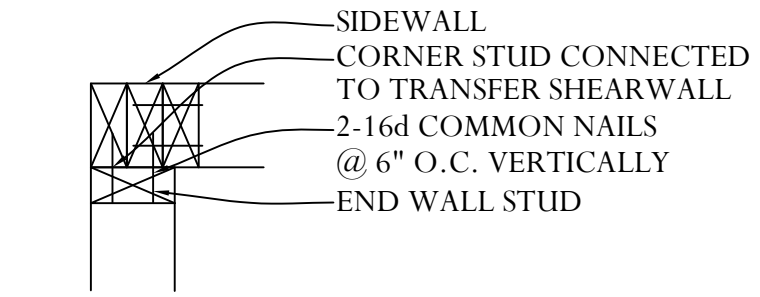 SIDEWALL
CORNER STUD CONNECTED
TO TRANSFER SHEARWALL
2-16d COMMON NAILS
@ 6" O.C. VERTICALLY
END WALL STUD